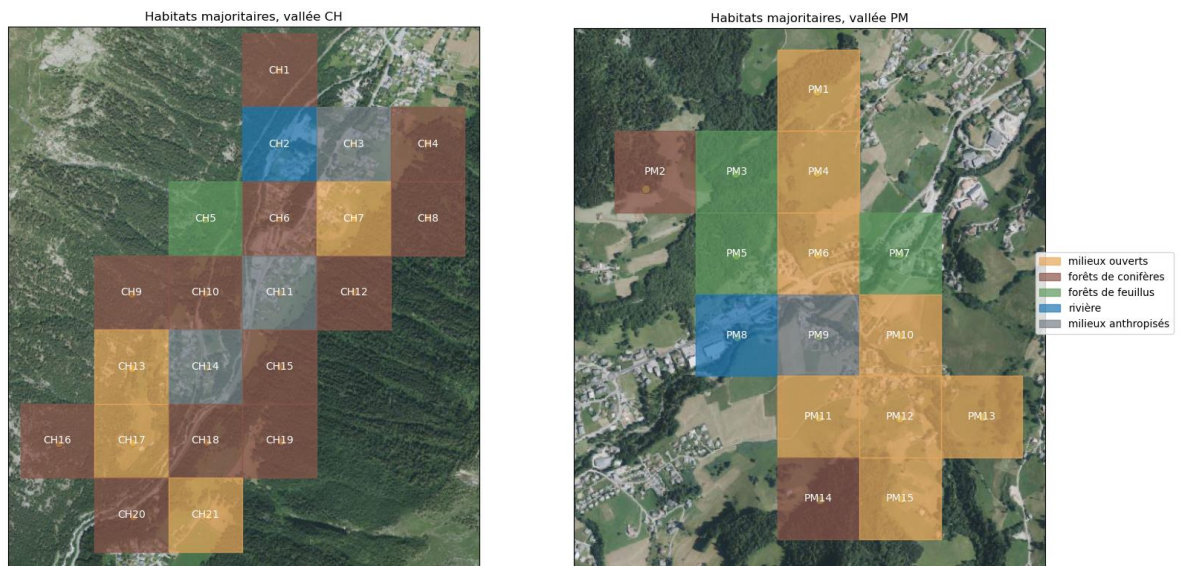 Habitats majoritaires, vallée CH
CH1
CH2
CH3
CH4
CH5
CH6
CH7
CH8
CH9
CH10
CH11
CH12
CH13
CH14
CH15
CH16
CH17
CH18
CH19
CH20
CH21
Habitats majoritaires, vallée PM
PM1
PM2
PM3
PM4
PM5
PM6
PM7
PM8
PM9
PM10
PM11
PM12
PM13
PM14
PM15
milieux ouverts
forêts de conifères
forêts de feuillus
rivière
milieux anthropisés